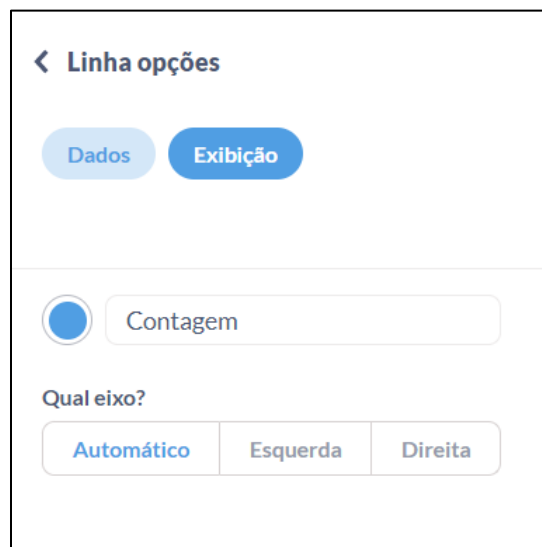 Linha opções
Dados Exibição
Contagem
Qual eixo?
Automático Esquerda Direita